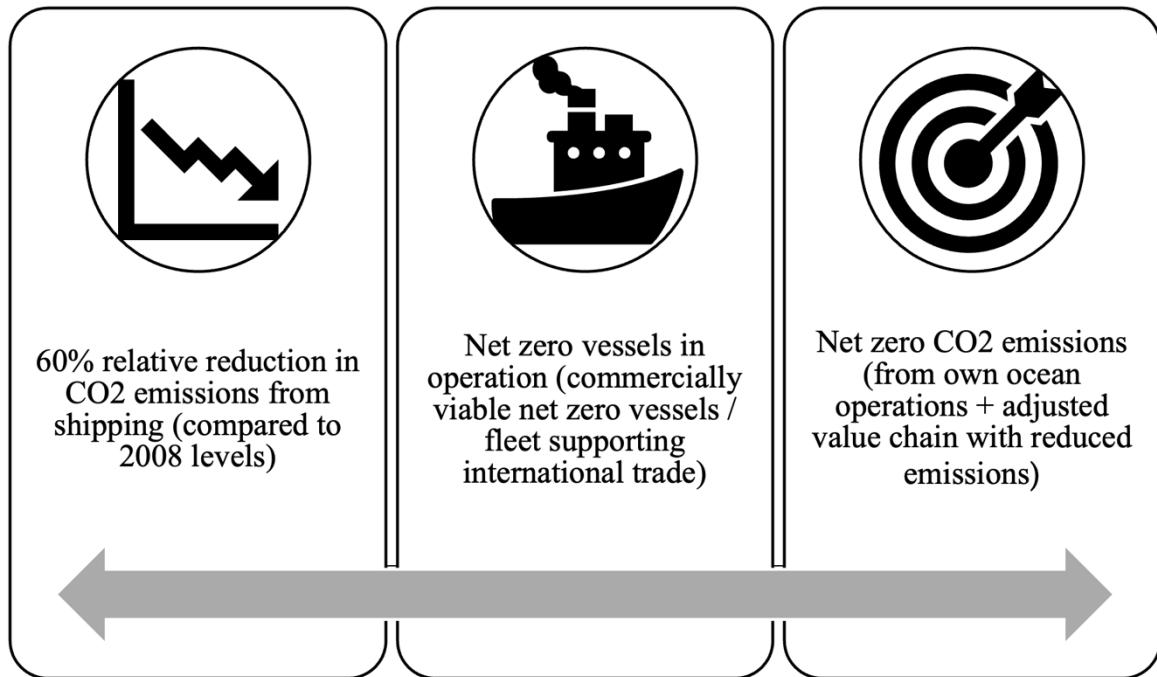 60% relative reduction in
CO2 emissions from
shipping (compared to
2008 levels)
Net zero vessels in
operation (commercially
viable net zero vessels /
fleet supporting
international trade)
Net zero CO2 emissions
(from own ocean
operations + adjusted
value chain with reduced
emissions)